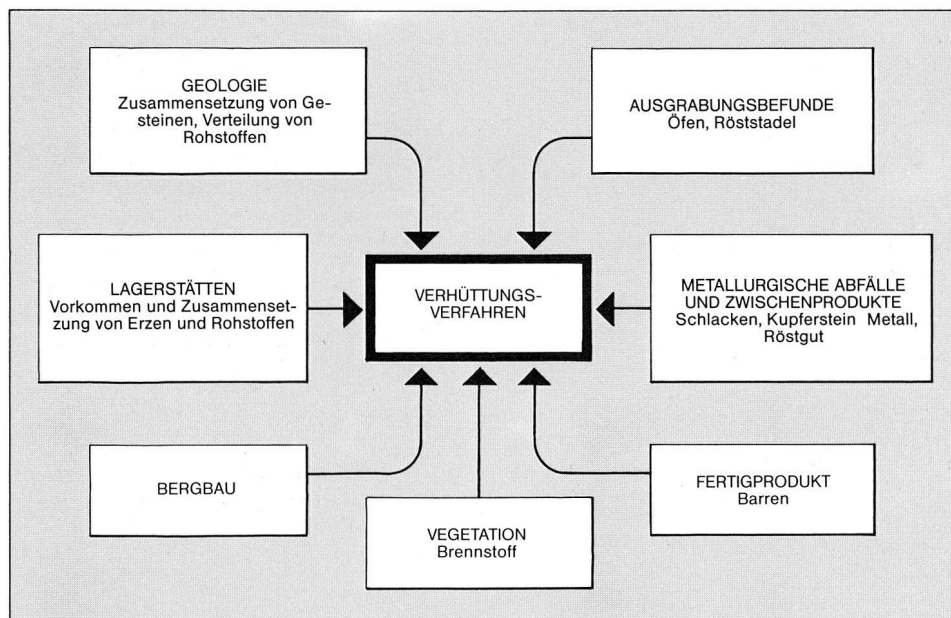 GEOLOGIE
Zusammensetzung von Ge-
steinen, Verteilung von
Rohstoffen
AUSGRABUNGSBEFUNDE
Öfen, Röststadel
LAGERSTÄTTEN
Vorkommen und Zusammenset-
zung von Erzen und Rohstoffen
VERHÜTTUNGS-
VERFAHREN
METALLURGISCHE ABFÄLLE
UND ZWISCHENPRODUKTE
Schlacken, Kupferstein Metall,
Röstgut
BERGBAU
VEGETATION
Brennstoff
FERTIGPRODUKT
Barren